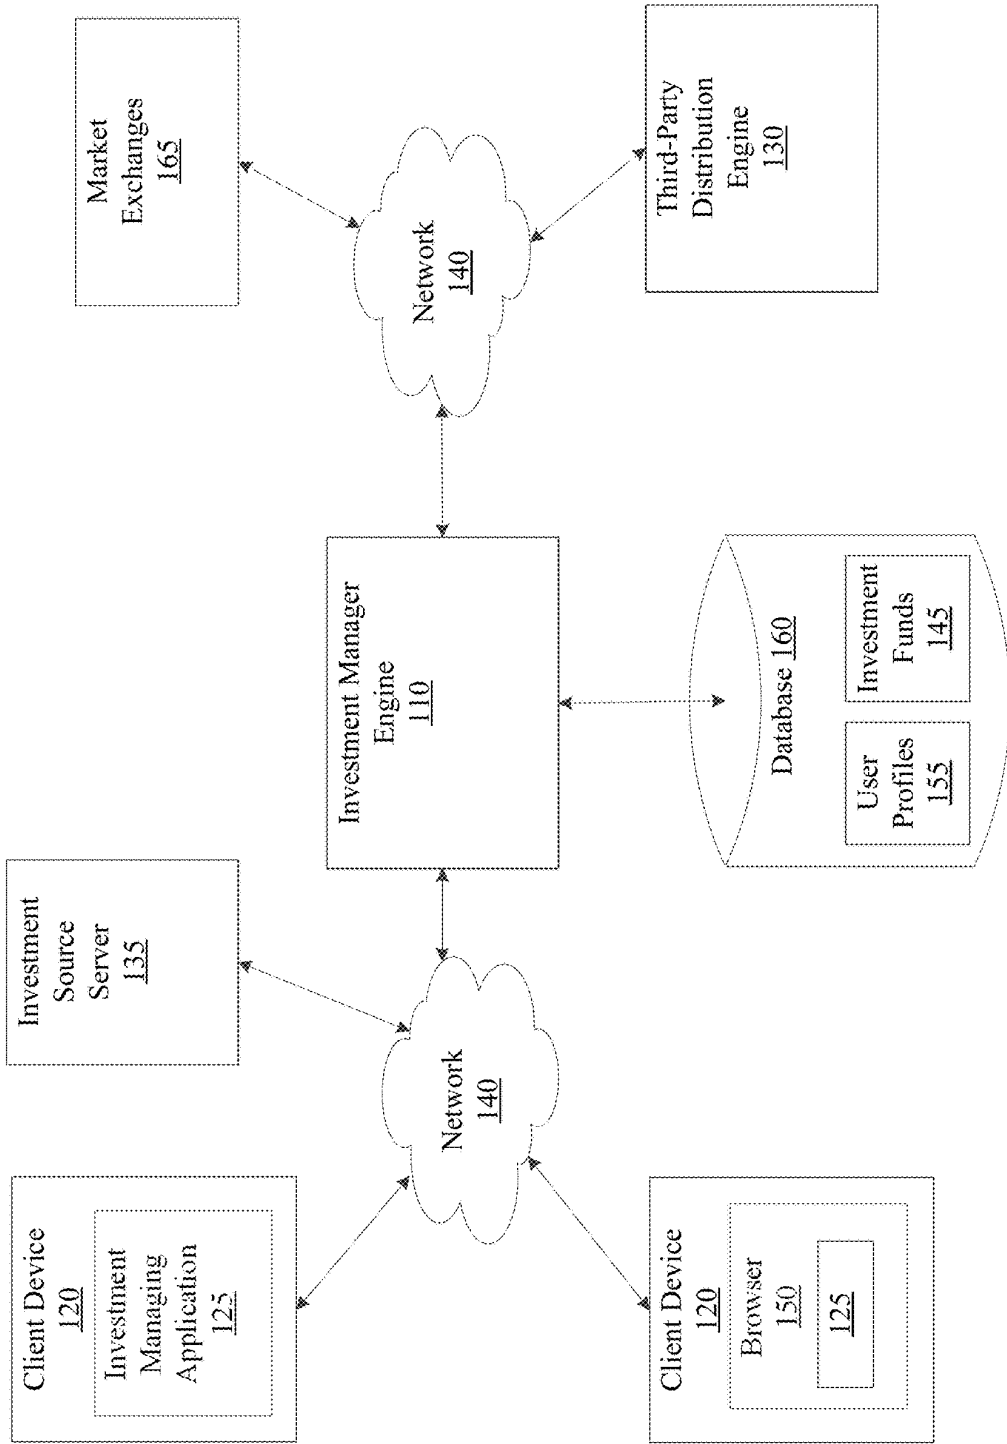 Client Device
120
Investment
Managing
Application
125
Investment
Source
Server
135
Market
Exchanges
165
Network
140
Investment Manager
Engine
110
Network
140
Client Device
120
Browser
150
125
Database 160
User
Profiles
155
Investment
Funds
145
Third-Party
Distribution
Engine
130